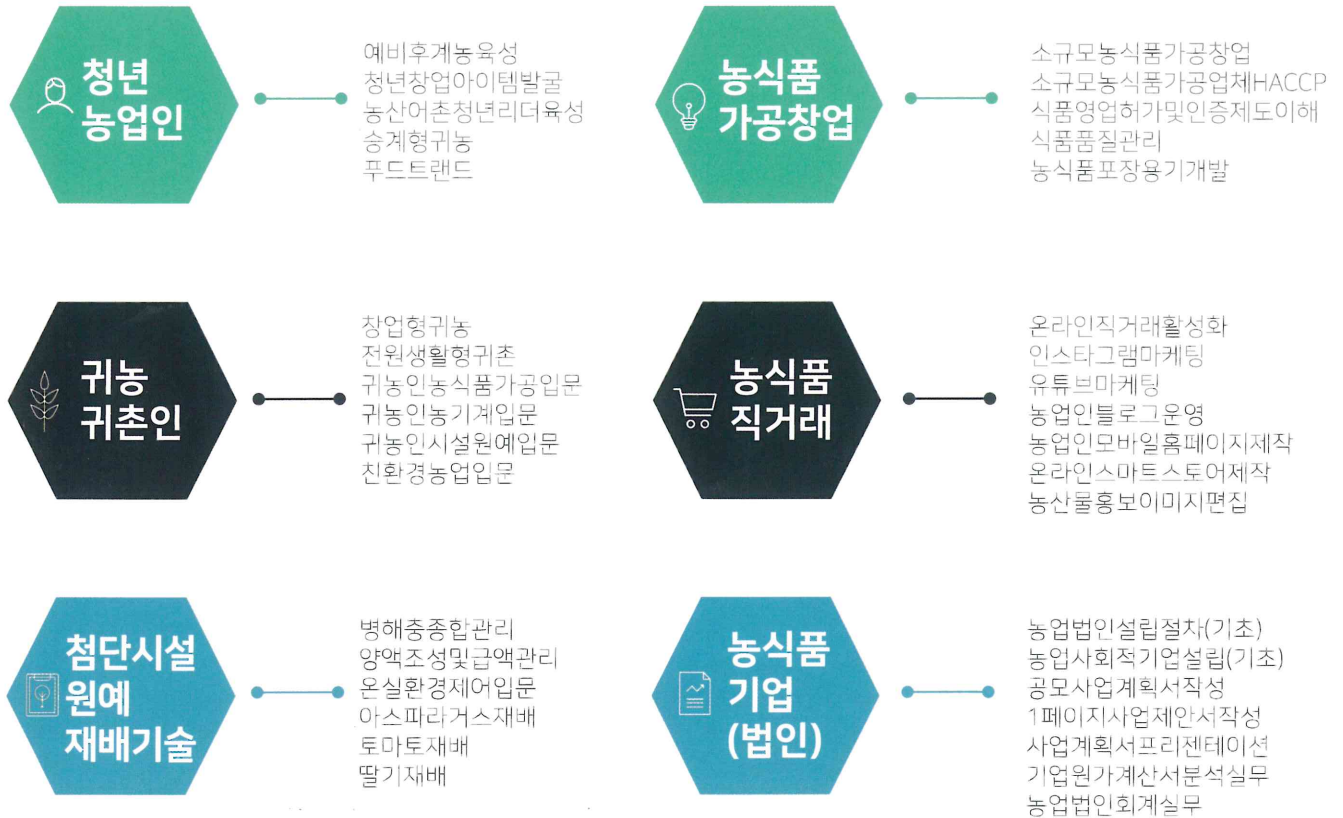 청년
농업인
예비후계농육성
청년창업아이템발굴
농산어촌청년리더육성
승계형귀농
푸드트랜드
농식품
가공창업
소규모농식품가공창업
소규모농식품가공업체HACCP
식품영업허가및인증제도이해
식품품질관리
농식품포장용기개발
귀농
귀촌인
창업형귀농
전원생활형귀촌
귀농인농식품가공입문
귀농인농기계입문
귀농인시설원예입문
친환경농업입문
농식품
직거래
온라인직거래활성화
인스타그램마케팅
유튜브마케팅
농업인블로그운영
농업인모바일홈페이지제작
온라인스마트스토어제작
농산물홍보이미지편집
첨단시설
원예
재배기술
병해충종합관리
양액조성및급액관리
온실환경제어입문
아스파라거스재배
토마토재배
딸기재배
농식품
기업
(법인)
농업법인설립절차(기초)
농업사회적기업설립(기초)
공모사업계획서작성
1페이지사업제안서작성
사업계획서프리젠테이션
기업원가계산서분석실무
농업법인회계실무